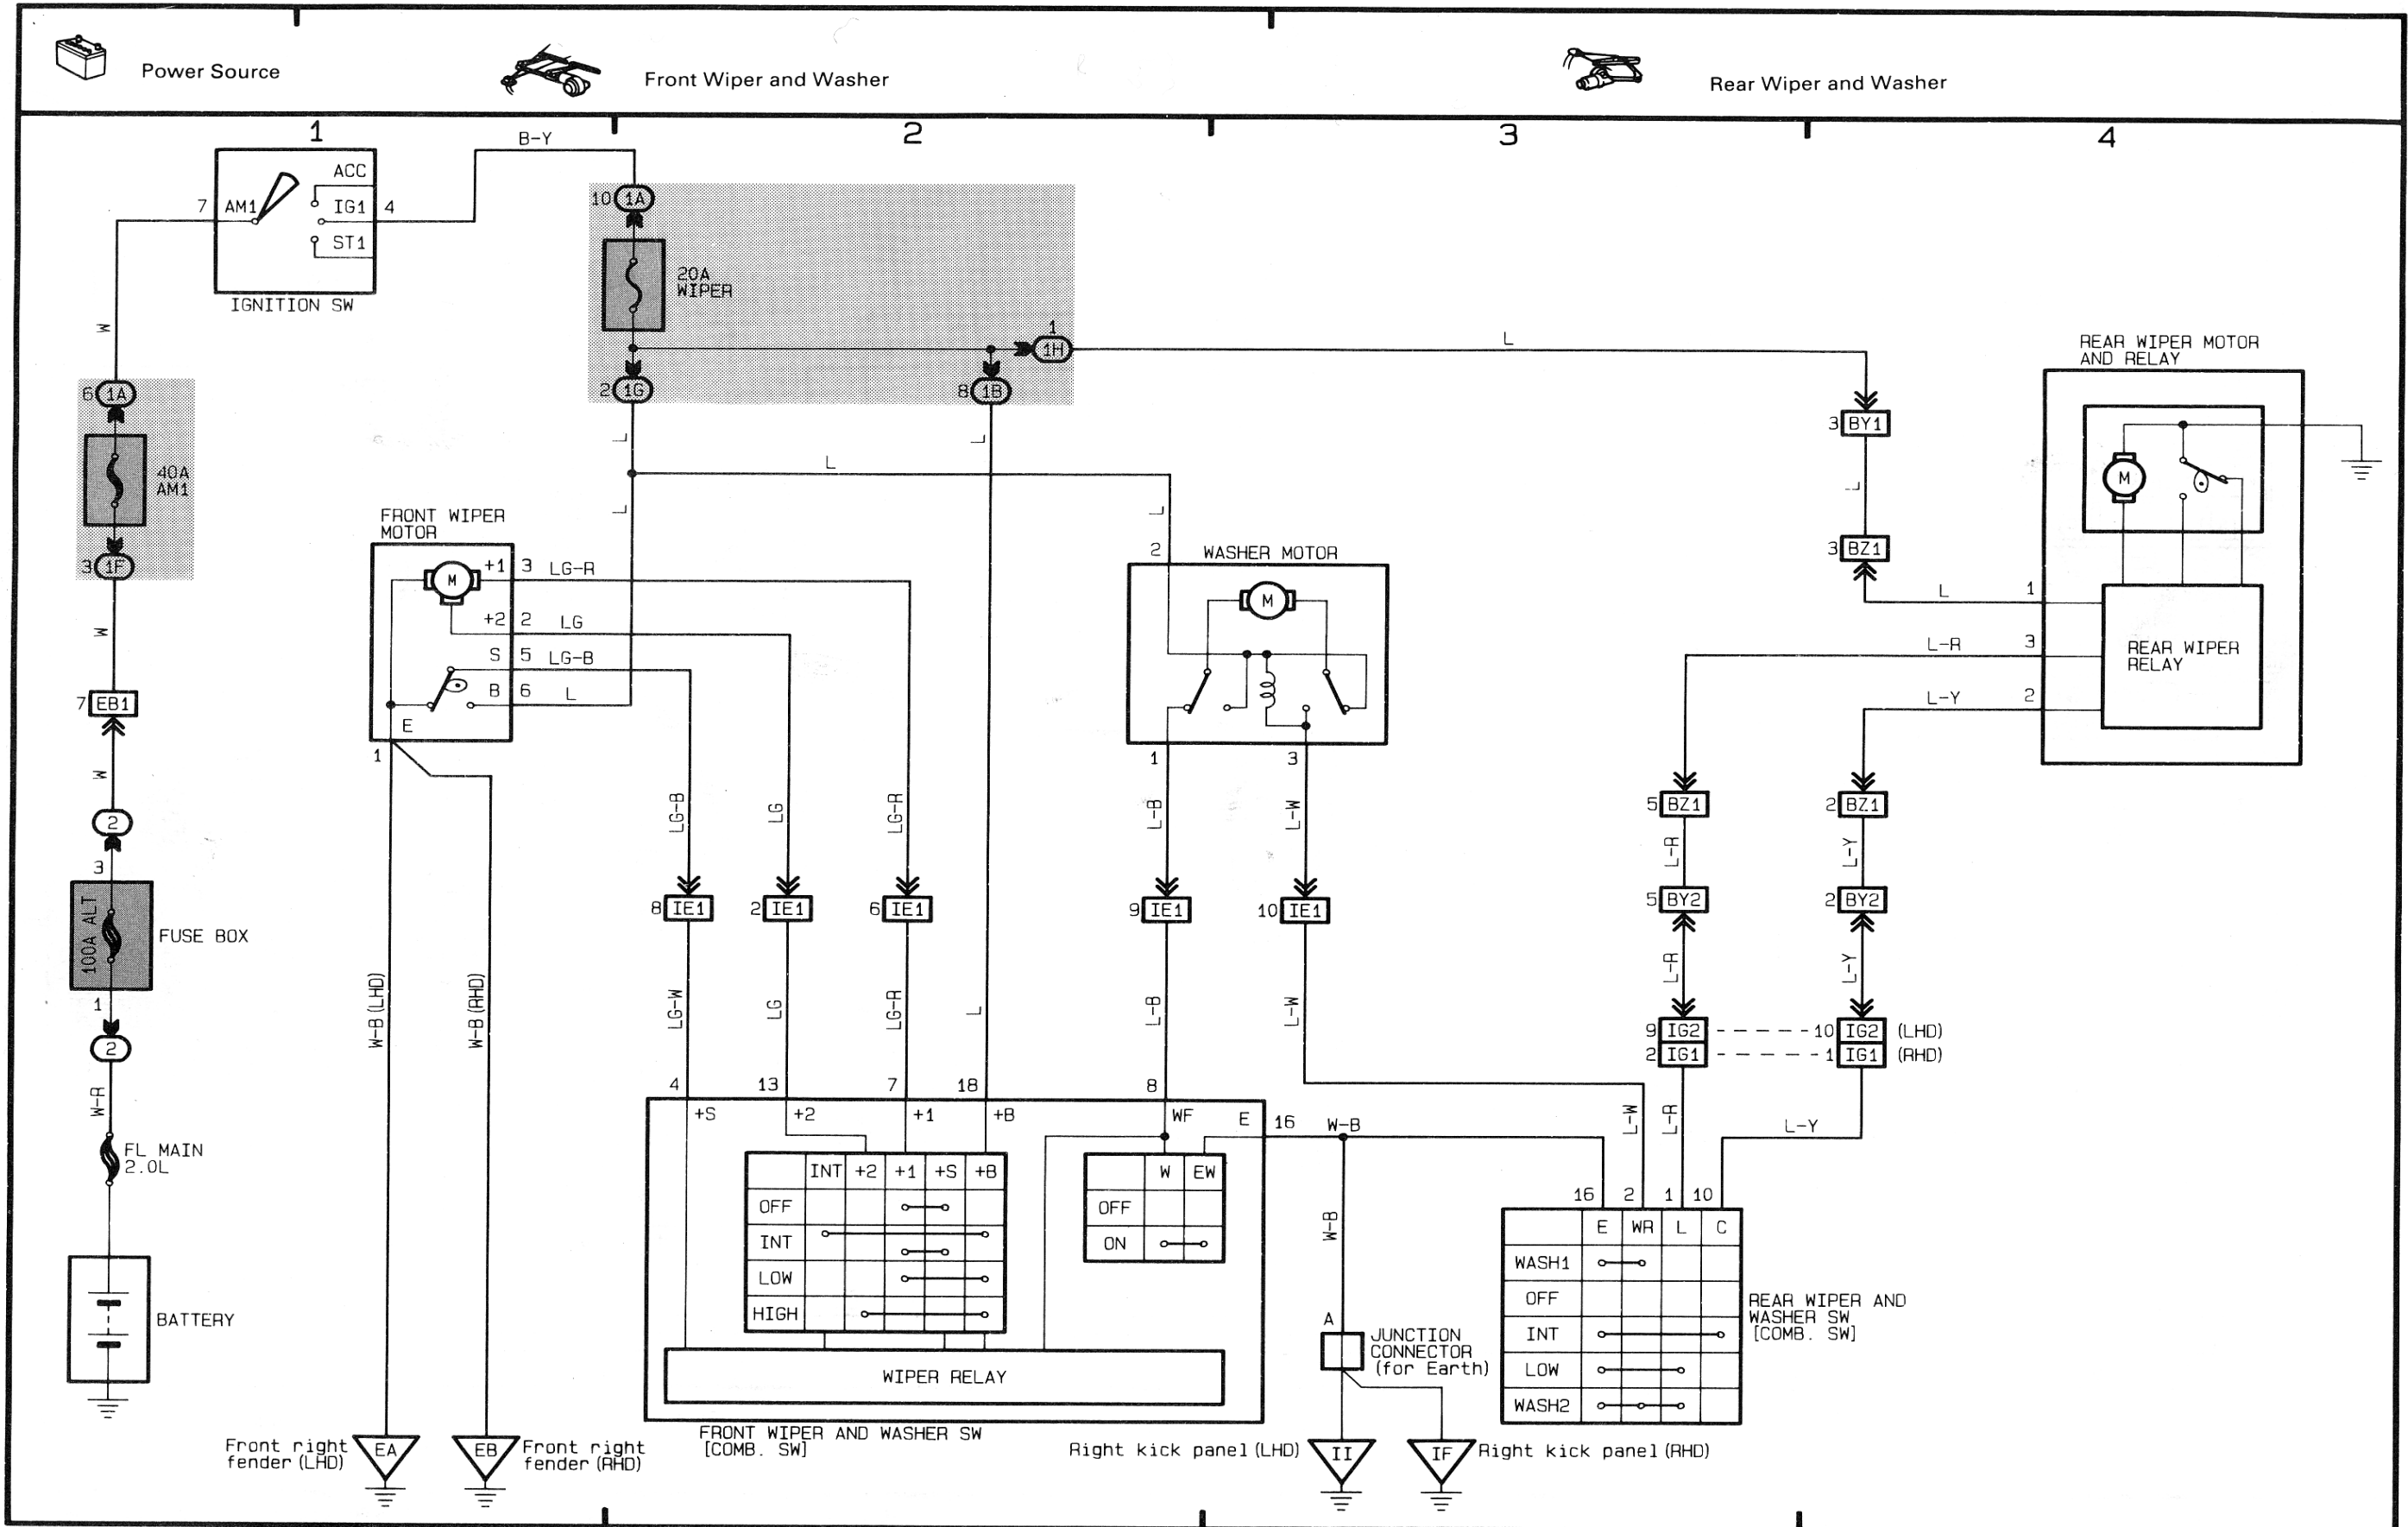 Power Source
Front Wiper and Washer
Rear Wiper and Washer
1
2
3
4
B-Y
ACC
7
AM1
IG1
4
ST1
IGNITION SW
10
1A
20A
WIPER
1
1H
L
2
1G
8
1B
W
6
1A
40A
AM1
3
1F
W
7
EB1
W
2
3
100A ALT
FUSE BOX
1
2
W-R
FL MAIN
2.0L
BATTERY
L
L
L
L
L
FRONT WIPER
MOTOR
M
+1
3
LG-R
+2
2
LG
S
5
LG-B
B
6
L
E
1
2
WASHER MOTOR
M
1
3
REAR WIPER MOTOR
AND RELAY
M
3
BY1
L
3
BZ1
L
1
L-R
3
L-Y
2
REAR WIPER
RELAY
LG-B
LG
LG-R
L-B
L-W
5
BZ1
2
BZ1
L-R
L-Y
8
IE1
2
IE1
6
IE1
9
IE1
10
IE1
5
BY2
2
BY2
W-B (LHD)
W-B (RHD)
LG-W
LG
LG-R
L
L-B
L-W
L-R
L-Y
9
IG2
10
IG2
(LHD)
2
IG1
1
IG1
(RHD)
4
13
7
18
8
+S
+2
+1
+B
WF
E
16
W-B
L-W
L-R
L-Y
INT
+2
+1
+S
+B
OFF
INT
LOW
HIGH
W
EW
OFF
ON
WIPER RELAY
FRONT WIPER AND WASHER SW
[COMB. SW]
W-B
A
JUNCTION
CONNECTOR
(for Earth)
16
2
1
10
E
WR
L
C
WASH1
OFF
INT
LOW
WASH2
REAR WIPER AND
WASHER SW
[COMB. SW]
Front right
fender (LHD)
EA
EB
Front right
fender (RHD)
Right kick panel (LHD)
II
IF
Right kick panel (RHD)